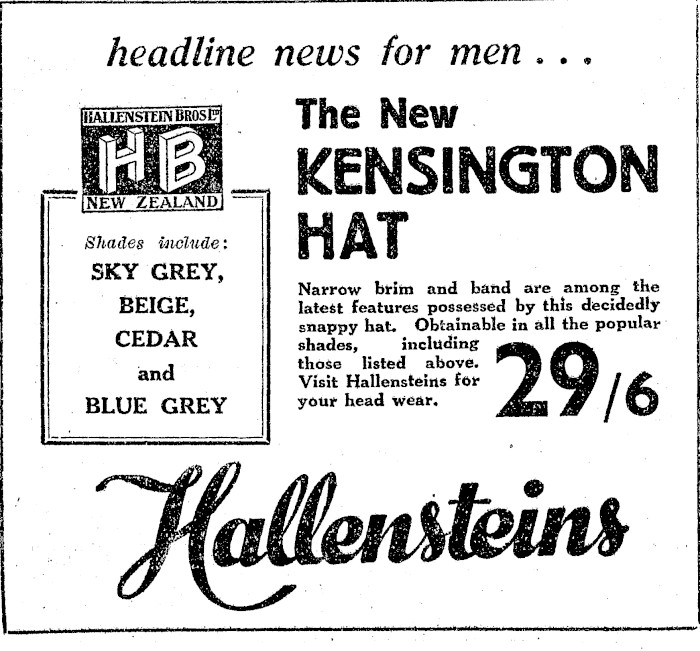 headline news for men . . .
HALLENSTEIN BROS LTD
HB
NEW ZEALAND
Shades include:
SKY GREY,
BEIGE,
CEDAR
and
BLUE GREY
The New
KENSINGTON
HAT
Narrow brim and band are among the
latest features possessed by this decidedly
snappy hat. Obtainable in all the popular
shades, including
those listed above.
Visit Hallensteins for
your head wear.
29/6
Hallensteins